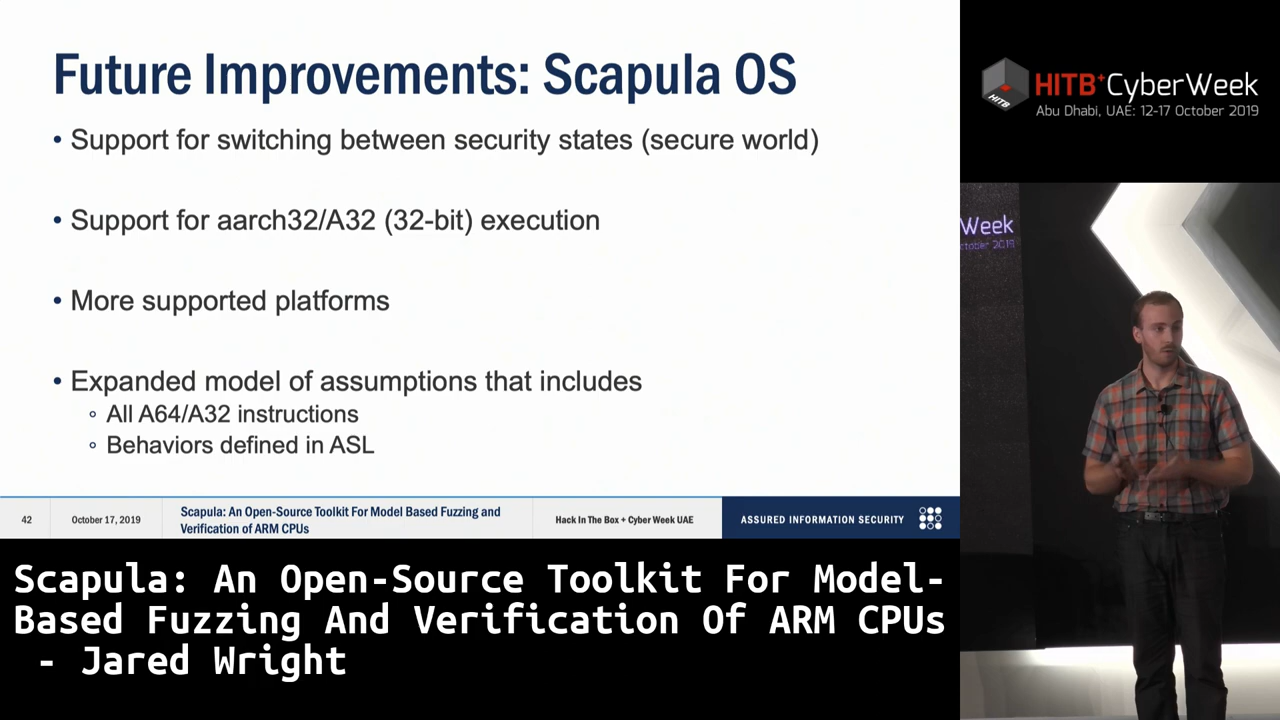 Future Improvements: Scapula OS
• Support for switching between security states (secure world)
• Support for aarch32/A32 (32-bit) execution
• More supported platforms
• Expanded model of assumptions that includes
◦ All A64/A32 instructions
◦ Behaviors defined in ASL
42
October 17, 2019
Scapula: An Open-Source Toolkit For Model Based Fuzzing and
Verification of ARM CPUs
Hack In The Box + Cyber Week UAE
ASSURED INFORMATION SECURITY
Scapula: An Open-Source Toolkit For Model-
Based Fuzzing And Verification Of ARM CPUs
- Jared Wright
HITB
HITB+CyberWeek
Abu Dhabi, UAE: 12-17 October 2019
Week